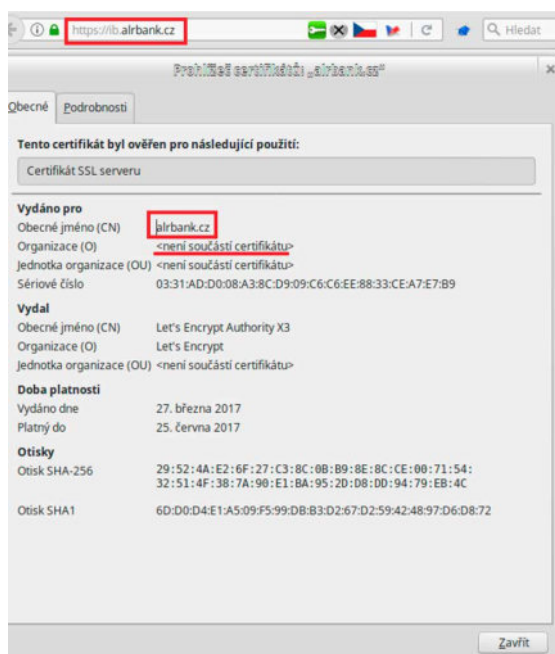 https://ib.alrbank.cz
Hledat
Prohlížeč certifikátů: „alrbank.cz“
Obecné
Podrobnosti
Tento certifikát byl ověřen pro následující použití:
Certifikát SSL serveru
Vydáno pro
Obecné jméno (CN) alrbank.cz
Organizace (O) <není součástí certifikátu>
Jednotka organizace (OU) <není součástí certifikátu>
Sériové číslo 03:31:AD:D0:08:A3:8C:D9:09:C6:C6:EE:88:33:CE:A7:E7:B9
Vydal
Obecné jméno (CN) Let's Encrypt Authority X3
Organizace (O) Let's Encrypt
Jednotka organizace (OU) <není součástí certifikátu>
Doba platnosti
Vydáno dne 27. března 2017
Platný do 25. června 2017
Otisky
Otisk SHA-256 29:52:4A:E2:6F:27:C3:8C:0B:B9:8E:8C:CE:00:71:54:
32:51:4F:38:7A:90:E1:BA:95:2D:D8:DD:94:79:EB:4C
Otisk SHA1 6D:D0:D4:E1:A5:09:F5:99:DB:B3:D2:67:D2:59:42:48:97:D6:D8:72
Zavřít